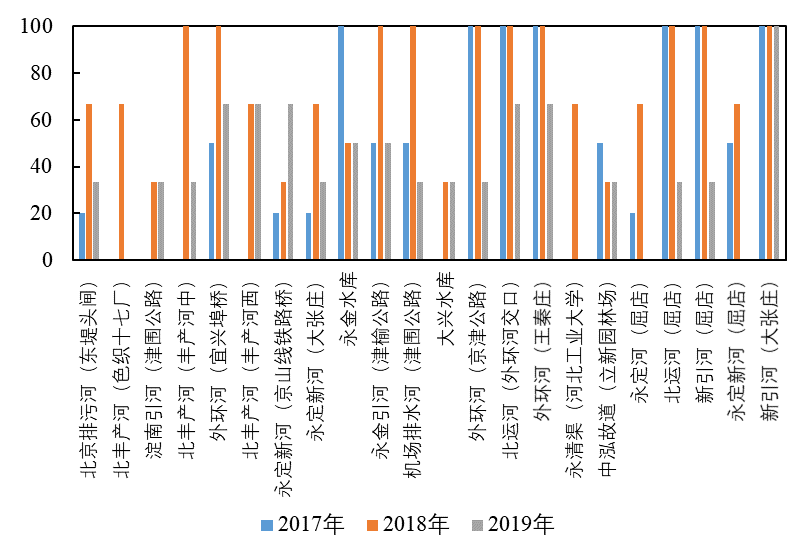 100
80
60
40
20
0
北京排污河（东堤头闸）
北丰产河（色织十七厂）
淀南引河（津围公路）
北丰产河（丰产河中）
外环河（宜兴埠桥）
北丰产河（丰产河西）
永定新河（京山线铁路桥）
永定新河（大张庄）
永金水库
永金引河（津榆公路）
机场排水河（津围公路）
大兴水库
外环河（京津公路）
北运河（外环河交口）
外环河（王秦庄）
永清渠（河北工业大学）
中泓故道（立新园林场）
永定河（屈店）
北运河（屈店）
新引河（屈店）
永定新河（屈店）
新引河（大张庄）
2017年 2018年 2019年